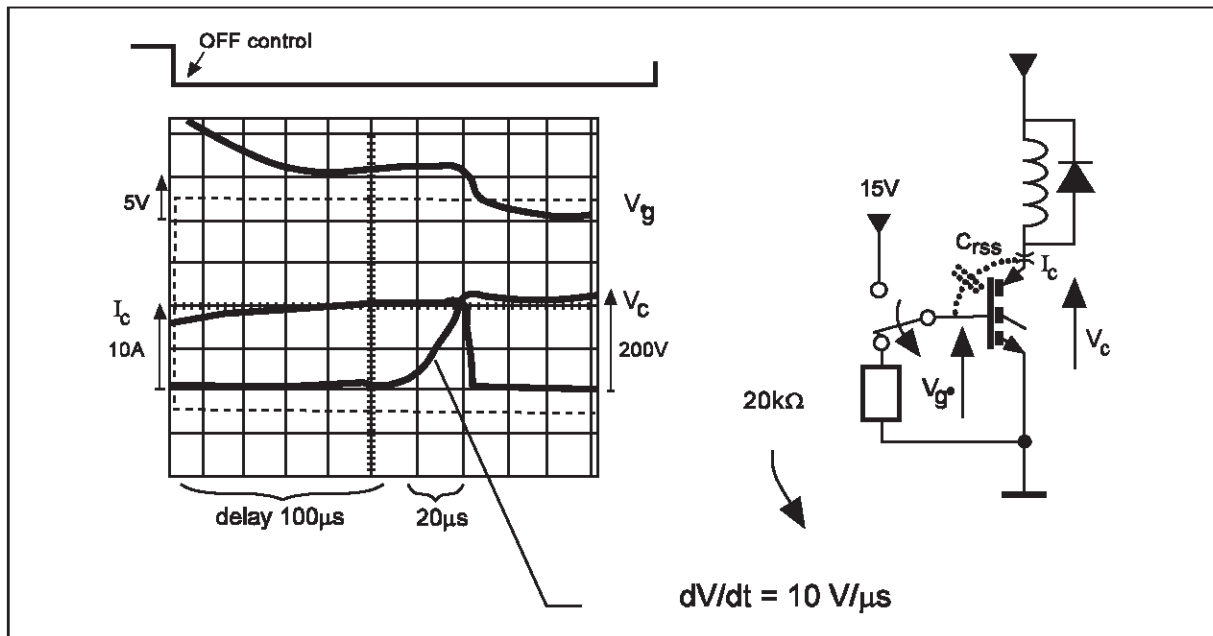 OFF control
5V
Vg
Ic
10A
Vc
200V
delay 100µs
20µs
15V
Crss
Ic
Vc
Vg
20kΩ
dV/dt = 10 V/µs